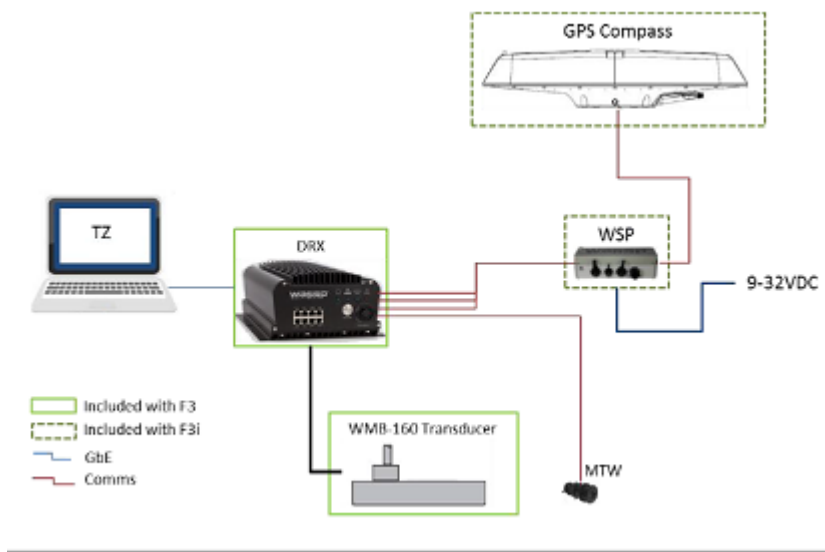 GPS Compass
TZ
DRX
WASSP
WSP
9-32VDC
Included with F3
Included with F3i
GbE
Comms
WMB-160 Transducer
MTW